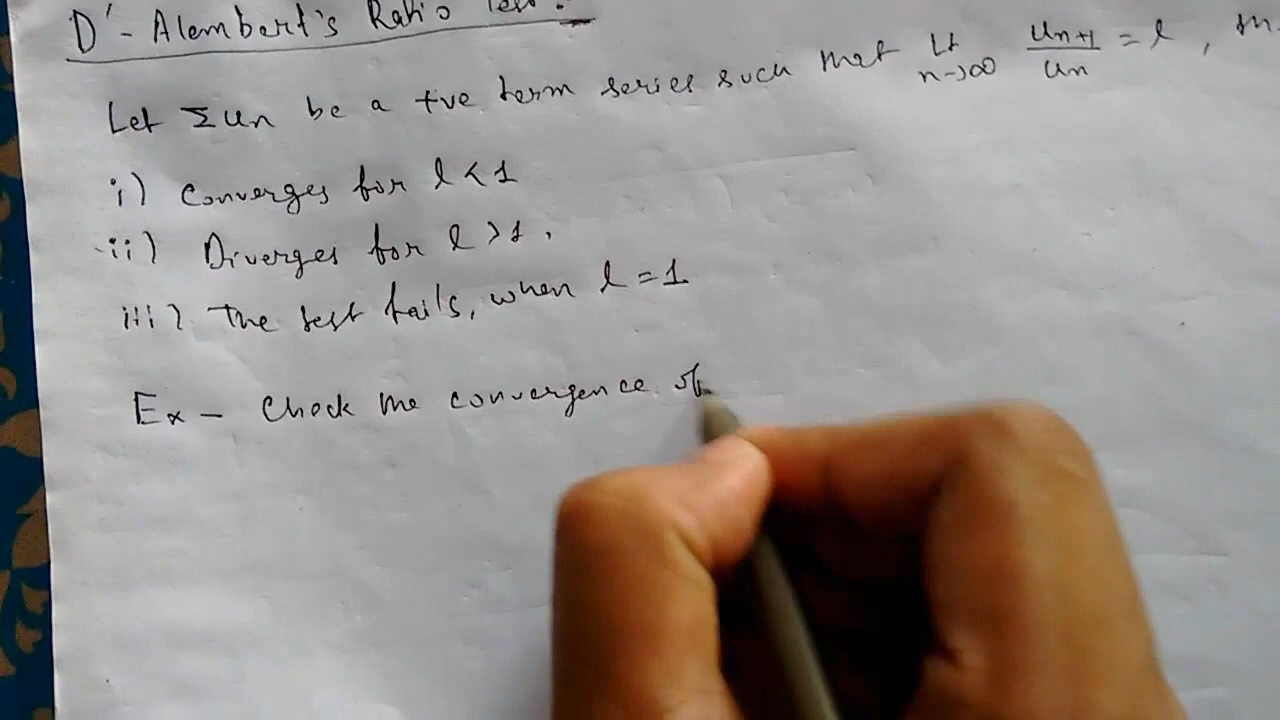 D'-Alembert's Ratio Test:
Let Σun be a +ve term series such that Lt n→∞ un+1/un = l,
i) Converges for l < 1
ii) Diverges for l > 1.
iii) The test fails, when l = 1
Ex - Check the convergence of